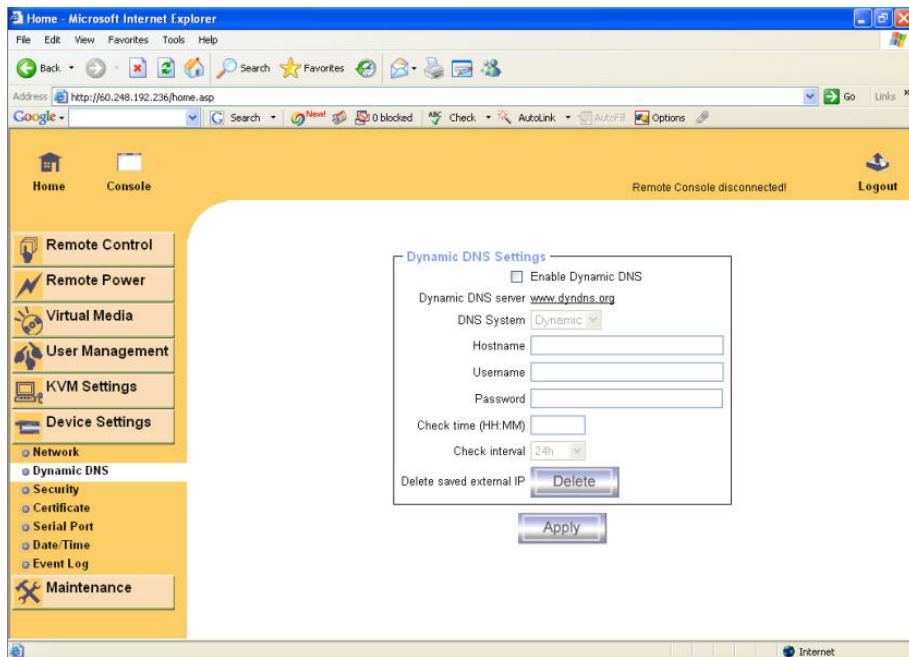 Home - Microsoft Internet Explorer
File Edit View Favorites Tools Help
Back Search Favorites
Address http://60.248.192.236/home.asp Go Links »
Google Search New! 0 blocked ABC Check AutoLink AutoFill Options
Home Console Remote Console disconnected! Logout
Remote Control
Remote Power
Virtual Media
User Management
KVM Settings
Device Settings
Network
Dynamic DNS
Security
Certificate
Serial Port
Date/Time
Event Log
Maintenance
Dynamic DNS Settings
Enable Dynamic DNS
Dynamic DNS server www.dyndns.org
DNS System Dynamic
Hostname
Username
Password
Check time (HH:MM)
Check interval 24h
Delete saved external IP Delete
Apply
Internet